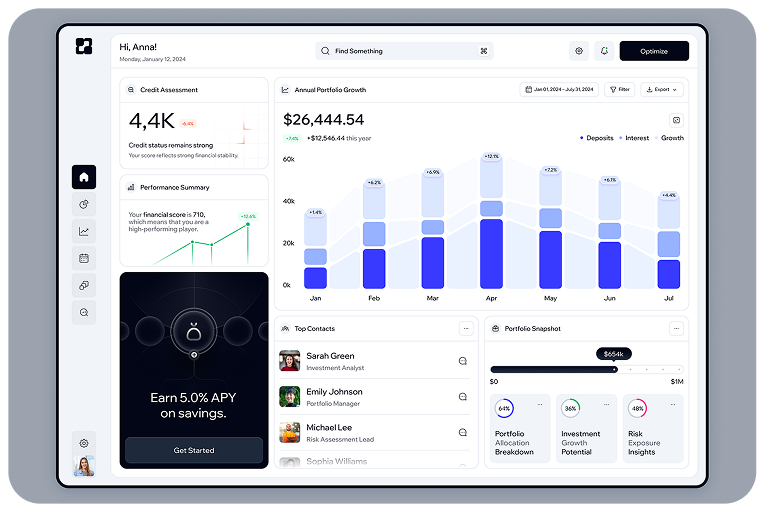 Hi, Anna!
Monday, January 12, 2024
Find Something
⌘
Optimize
Credit Assessment
4,4K
-6.4%
Credit status remains strong
Your score reflects strong financial stability.
Performance Summary
Your financial score is 710,
which means that you are a
high-performing player.
+12.6%
Earn 5.0% APY
on savings.
Get Started
Annual Portfolio Growth
Jan 01, 2024 - July 31, 2024
Filter
Export
$26,444.54
+7.4%
+$12,546.44 this year
Deposits
Interest
Growth
60k
40k
20k
0k
+1.4%
+6.2%
+6.9%
+12.1%
+7.2%
+6.1%
+4.4%
Jan
Feb
Mar
Apr
May
Jun
Jul
Top Contacts
Sarah Green
Investment Analyst
Emily Johnson
Portfolio Manager
Michael Lee
Risk Assessment Lead
Sophia Williams
Portfolio Snapshot
$654k
$0
$1M
64%
Portfolio
Allocation
Breakdown
36%
Investment
Growth
Potential
48%
Risk
Exposure
Insights